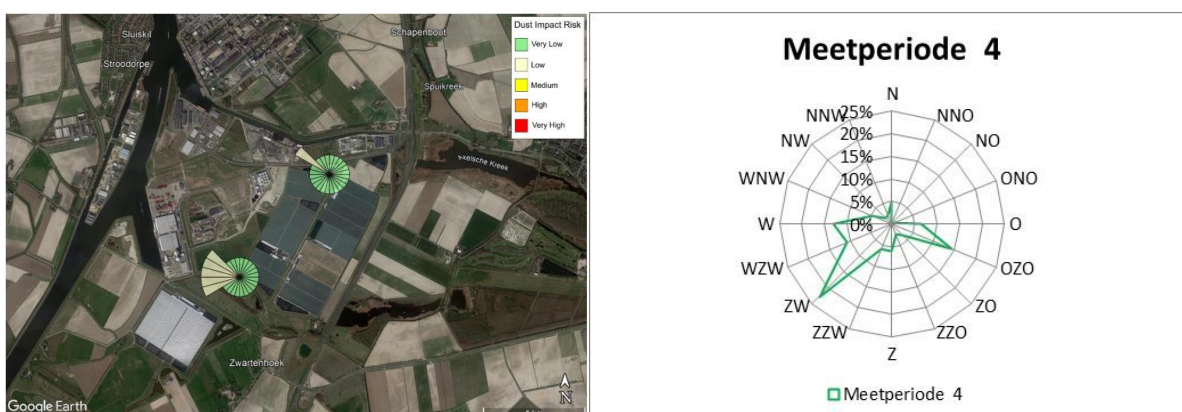 Dust Impact Risk
Very Low
Low
Medium
High
Very High
Sluiskil
Stroodorpe
Schapenbout
Spuikreek
Axelsche Kreek
Zwartenhoek
N
Google Earth
Meetperiode 4
N
NNO
NO
ONO
O
OZO
ZO
ZZO
Z
ZZW
ZW
WZW
W
WNW
NW
NNW
25%
20%
15%
10%
5%
0%
Meetperiode 4